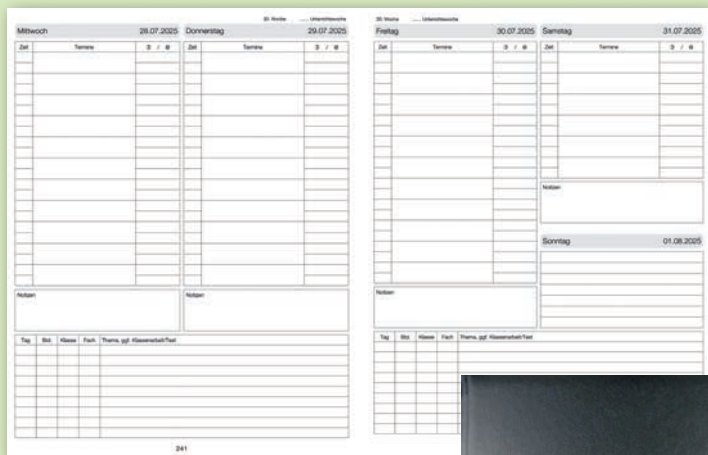 Woche ..... Unterrichtswoche
Mittwoch 28.07.2025 Donnerstag 29.07.2025
Zeit Termine Zeit Termine
Notizen Notizen
Tag Std. Klasse Fach Thema, ggf. Klassenarbeit/Test
241
Woche ..... Unterrichtswoche
Freitag 30.07.2025 Samstag 31.07.2025
Zeit Termine Zeit Termine
Notizen
Sonntag 01.08.2025
Notizen
Tag Std. Klasse Fach Thema, ggf. Klassenarbeit/Test